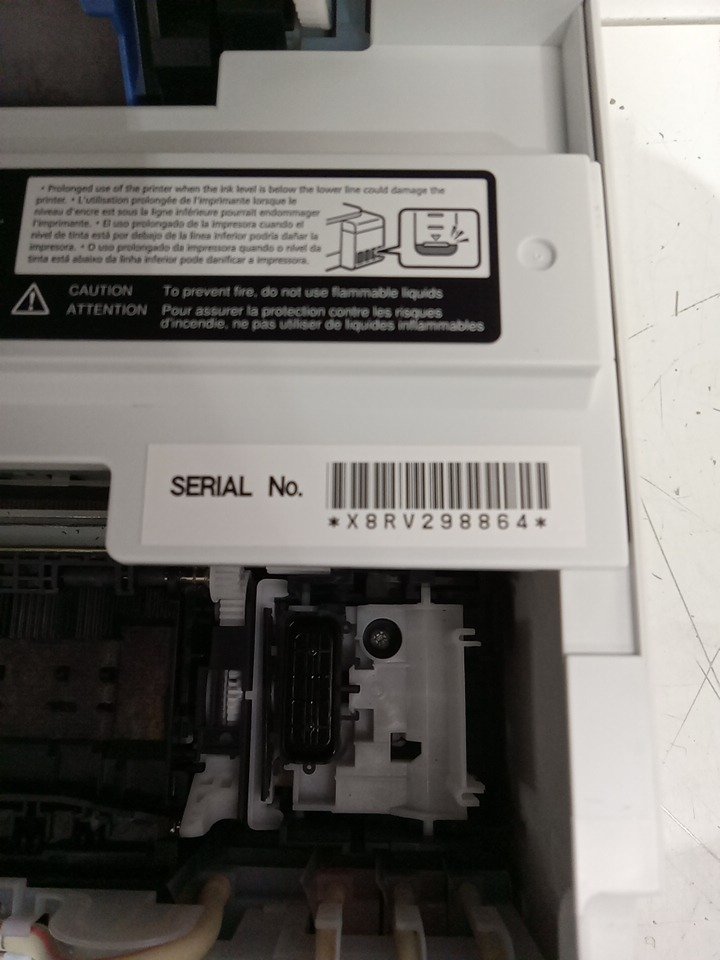 • Prolonged use of the printer when the ink level is below the lower line could damage the
printer. • L'utilisation prolongée de l'imprimante lorsque le
niveau d'encre est sous la ligne inférieure pourrait endommager
l'imprimante. • El uso prolongado de la impresora cuando el
nivel de tinta está por debajo de la línea inferior podría dañar la
impresora. • O uso prolongado da impressora quando o nível da
tinta está abaixo da linha inferior pode danificar a impressora.
CAUTION To prevent fire, do not use flammable liquids
ATTENTION Pour assurer la protection contre les risques
d'incendie, ne pas utiliser de liquides inflammables
SERIAL No.
*X8RV298864*